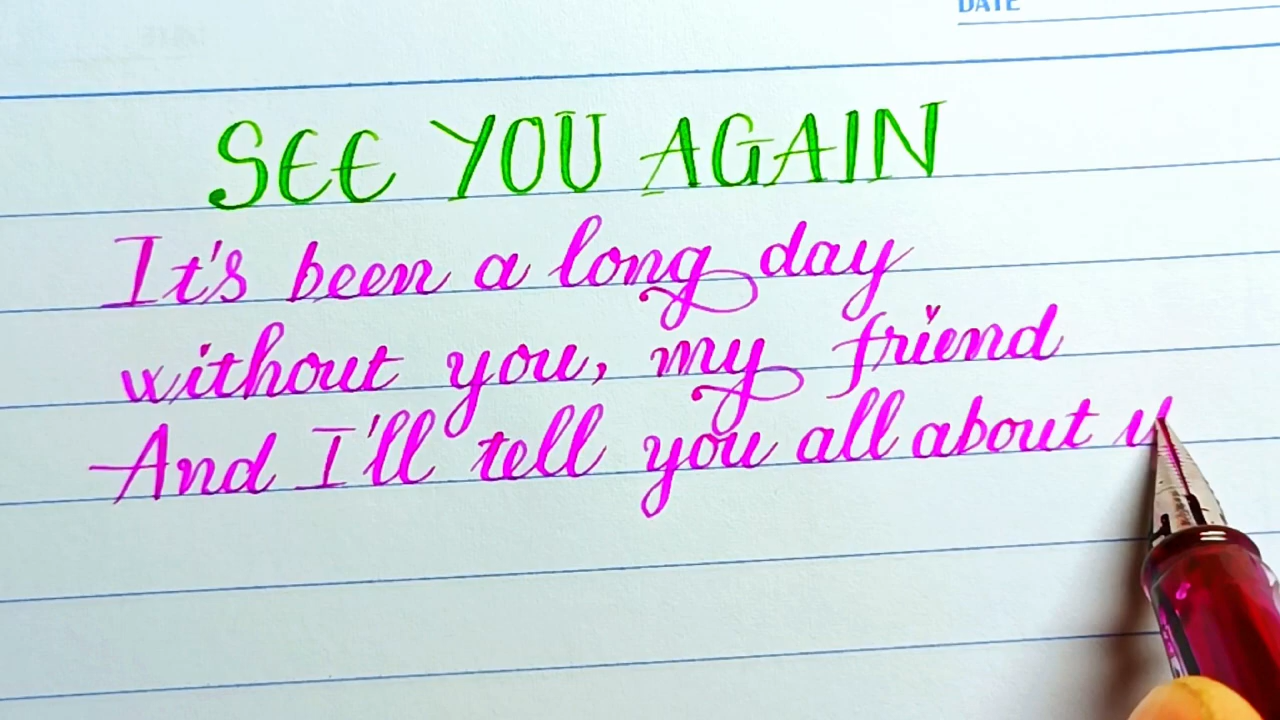 DATE
SEE YOU AGAIN
It's been a long day
without you, my friend
And I'll tell you all about